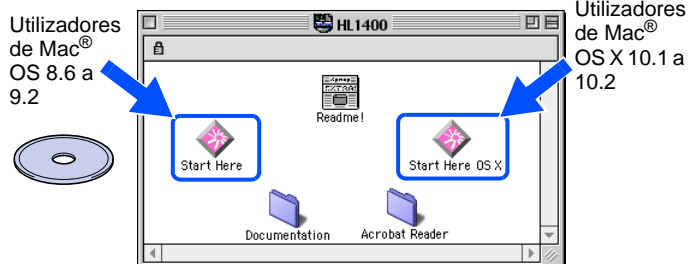 Utilizadores
de Mac®
OS 8.6 a
9.2
HL1400
Utilizadores
de Mac®
OS X 10.1 a
10.2
Readme!
Start Here
Start Here OS X
Documentation
Acrobat Reader